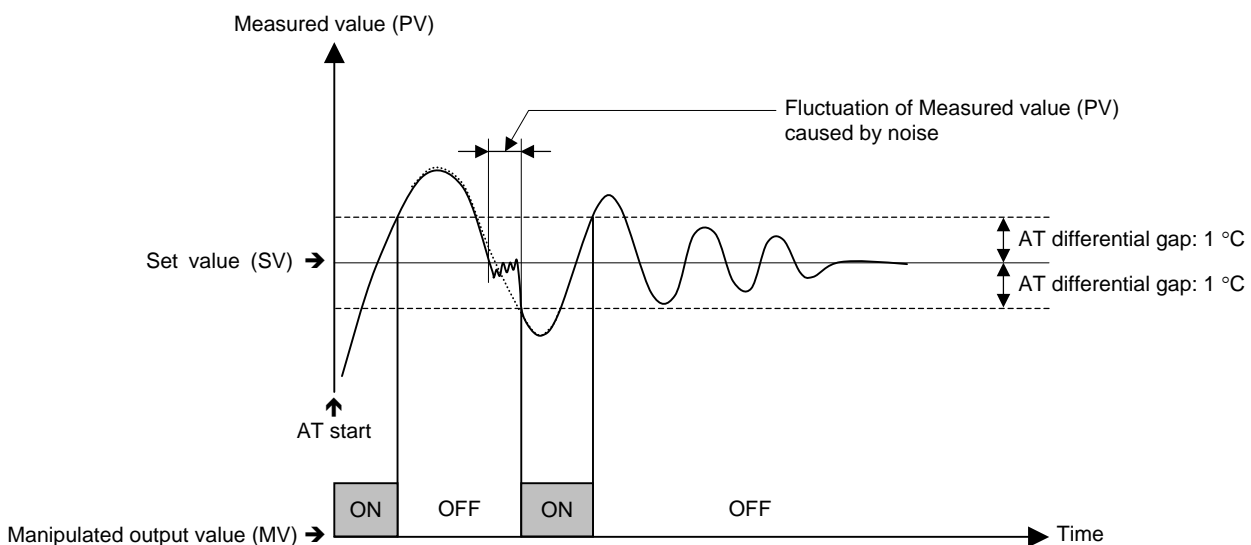 Measured value (PV)
Fluctuation of Measured value (PV)
caused by noise
AT differential gap: 1 °C
Set value (SV) ➔
AT differential gap: 1 °C
AT start
ON
OFF
ON
OFF
Manipulated output value (MV) ➔
Time